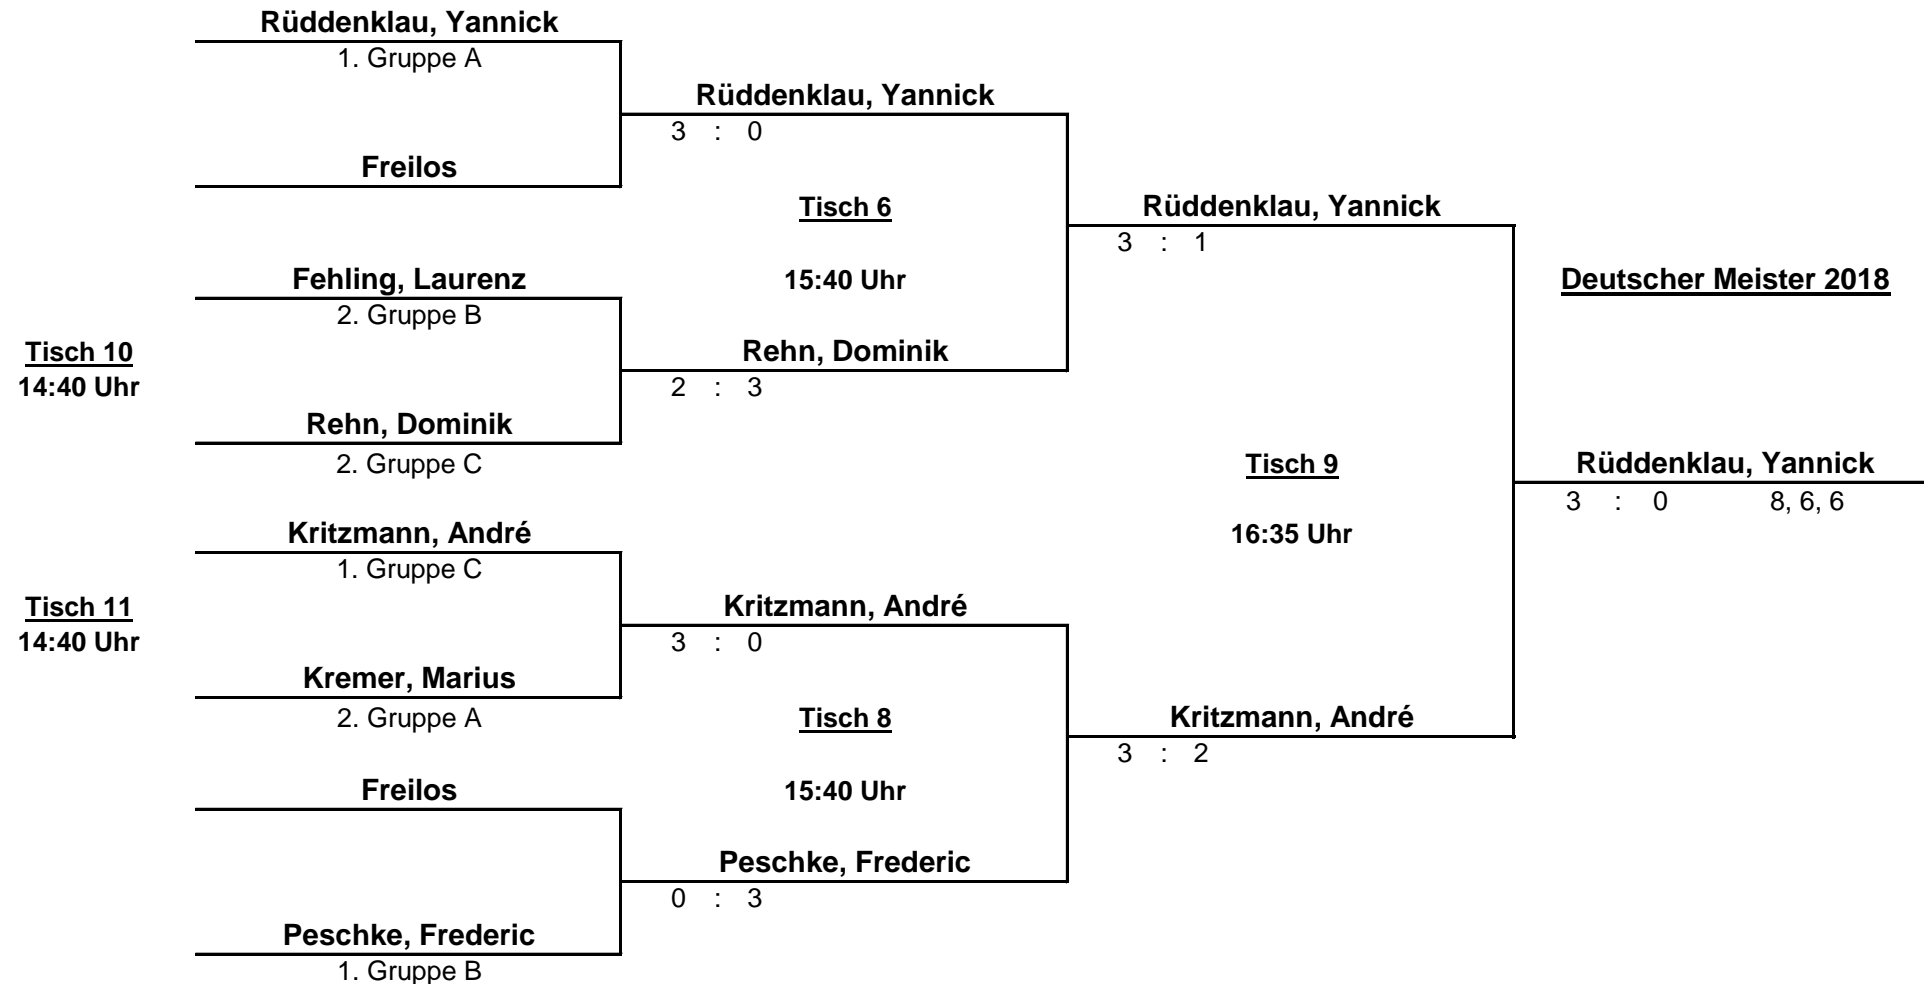 Rüddenklau, Yannick
1. Gruppe A
Rüddenklau, Yannick
3 : 0
Freilos
Tisch 6
Rüddenklau, Yannick
3 : 1
Fehling, Laurenz
15:40 Uhr
Deutscher Meister 2018
2. Gruppe B
Tisch 10
Rehn, Dominik
14:40 Uhr
2 : 3
Rehn, Dominik
2. Gruppe C
Tisch 9
Rüddenklau, Yannick
3 : 0 8, 6, 6
Kritzmann, André
16:35 Uhr
1. Gruppe C
Tisch 11
Kritzmann, André
14:40 Uhr
3 : 0
Kremer, Marius
2. Gruppe A
Tisch 8
Kritzmann, André
3 : 2
Freilos
15:40 Uhr
Peschke, Frederic
0 : 3
Peschke, Frederic
1. Gruppe B